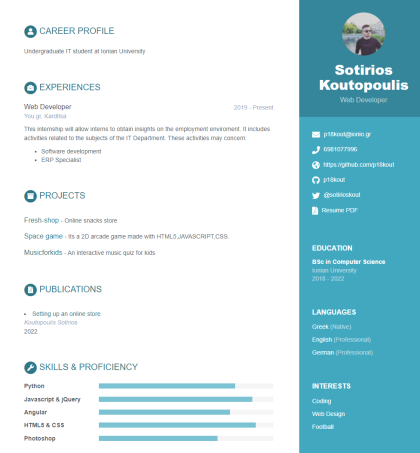 CAREER PROFILE
Undergraduate IT student at Ionian University
EXPERIENCES
Web Developer
2019 - Present
You gr, Karditsa
This internship will allow interns to obtain insights on the employment enviroment. It includes
activities related to the subjects of the IT Department. These activities may concern:
Software development
ERP Specialist
PROJECTS
Fresh-shop - Online snacks store
Space game - Its a 2D arcade game made with HTML5,JAVASCRIPT,CSS.
Musicforkids - An interactive music quiz for kids
PUBLICATIONS
Setting up an online store
Koutopoulis Sotirios
2022
SKILLS & PROFICIENCY
Python
Javascript & jQuery
Angular
HTML5 & CSS
Photoshop
Sotirios
Koutopoulis
Web Developer
p18kout@ionio.gr
6981077996
https://github.com/p18kout
p18kout
@sotirioskout
Resume PDF
EDUCATION
BSc in Computer Science
Ionian University
2018 - 2022
LANGUAGES
Greek (Native)
English (Professional)
German (Professional)
INTERESTS
Coding
Web Design
Football